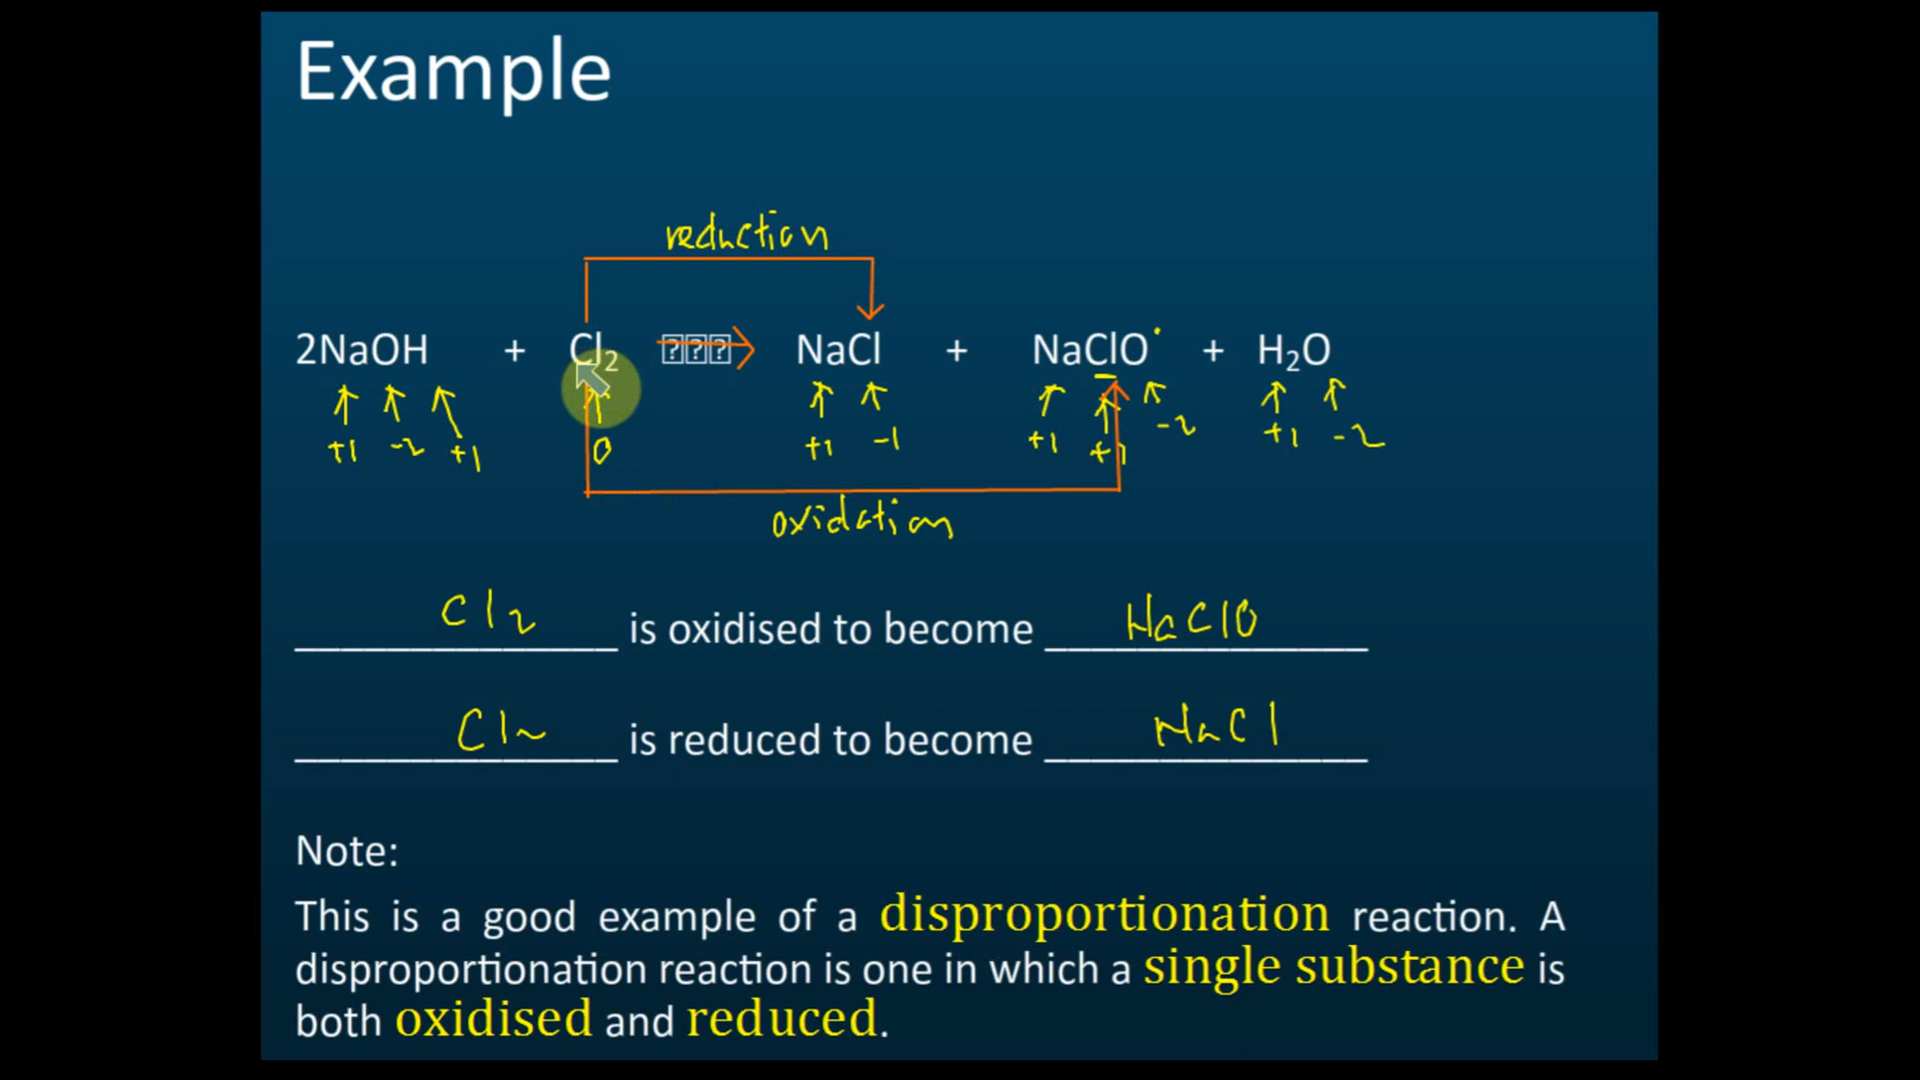 Example
reduction
2NaOH + Cl₂ NaCl + NaClO + H₂O
+1 -2 +1 0 +1 -1 +1 +1 -2 +1 -2
oxidation
Cl₂ is oxidised to become NaClO
Cl₂ is reduced to become NaCl
Note:
This is a good example of a disproportionation reaction. A
disproportionation reaction is one in which a single substance is
both oxidised and reduced.